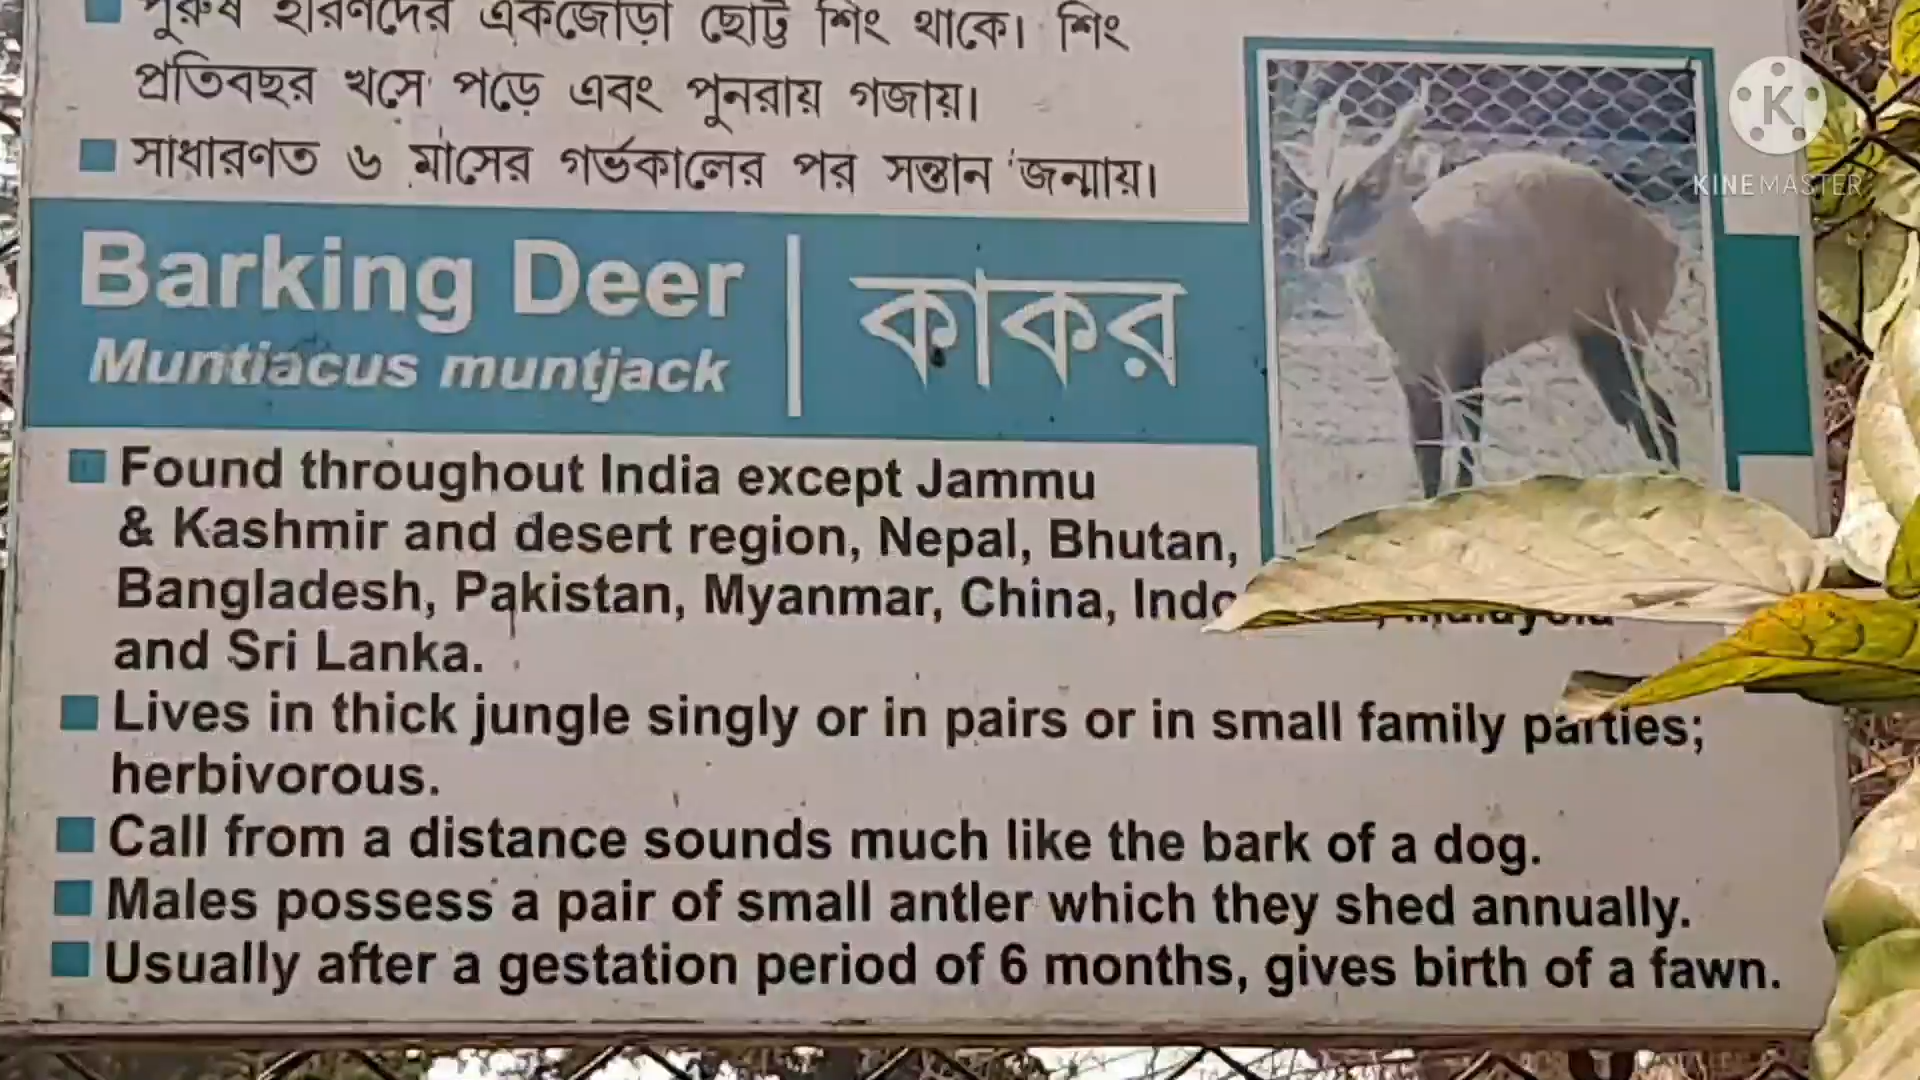 পুরুষ হরিণদের একজোড়া ছোট্ট শিং থাকে। শিং
প্রতিবছর খসে পড়ে এবং পুনরায় গজায়।
সাধারণত ৬ মাসের গর্ভকালের পর সন্তান জন্মায়।
Barking Deer | কাকর
Muntiacus muntjack
Found throughout India except Jammu
& Kashmir and desert region, Nepal, Bhutan,
Bangladesh, Pakistan, Myanmar, China,
and Sri Lanka.
Lives in thick jungle singly or in pairs or in small family parties;
herbivorous.
Call from a distance sounds much like the bark of a dog.
Males possess a pair of small antler which they shed annually.
Usually after a gestation period of 6 months, gives birth of a fawn.
K
KINEMASTER